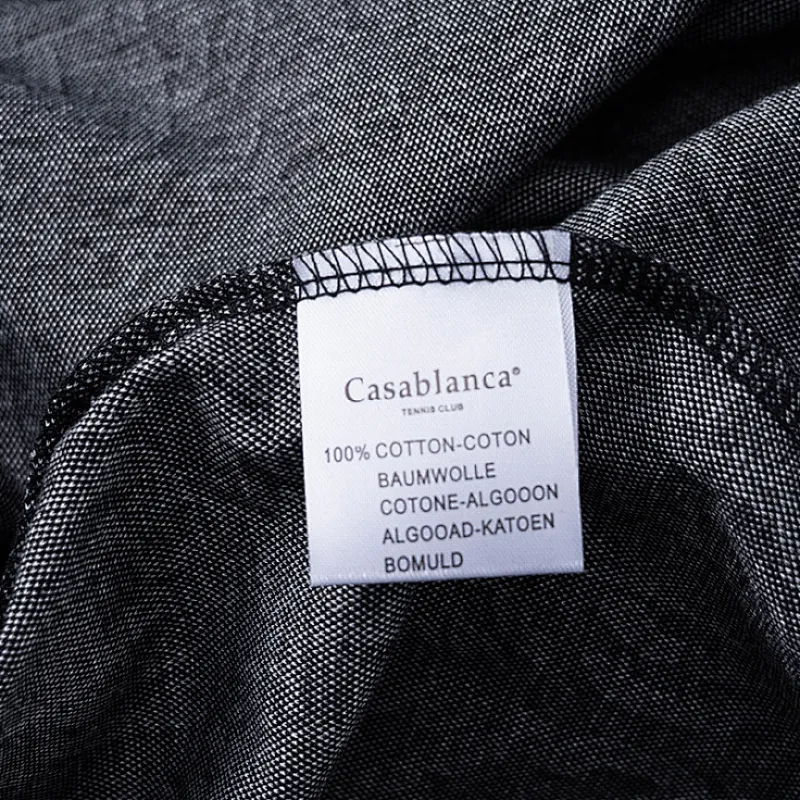 Casablanca®
TENNIS CLUB
100% COTTON-COTON
BAUMWOLLE
COTONE-ALGOOON
ALGOOAD-KATOEN
BOMULD